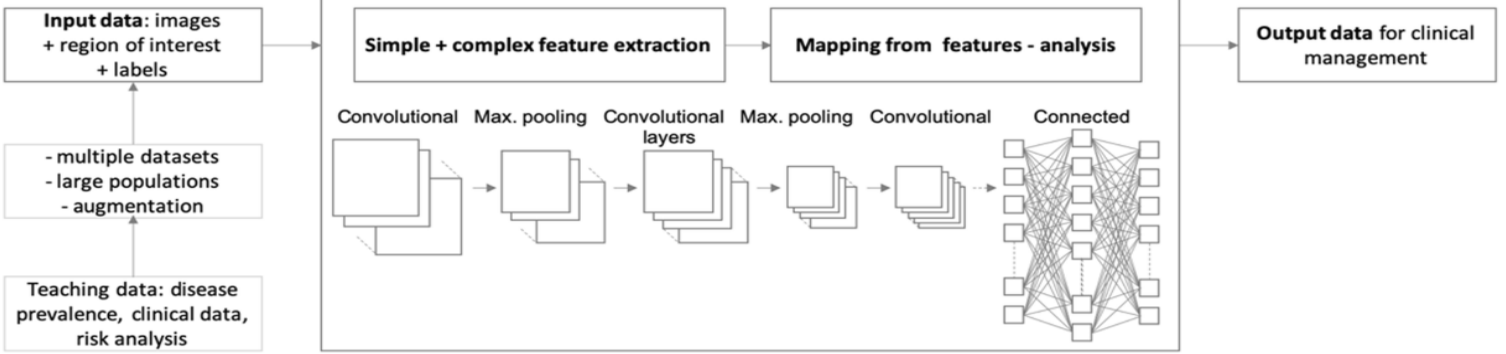 Input data: images
+ region of interest
+ labels
- multiple datasets
- large populations
- augmentation
Teaching data: disease
prevalence, clinical data,
risk analysis
Simple + complex feature extraction
Mapping from features - analysis
Convolutional
Max. pooling
Convolutional
layers
Max. pooling
Convolutional
Connected
Output data for clinical
management